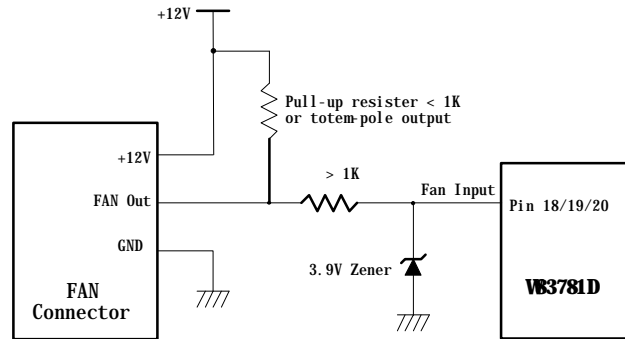 +12V
Pull-up resister < 1K
or totem-pole output
+12V
> 1K
FAN Out
Fan Input
Pin 18/19/20
GND
3.9V Zener
FAN
Connector
W83781D